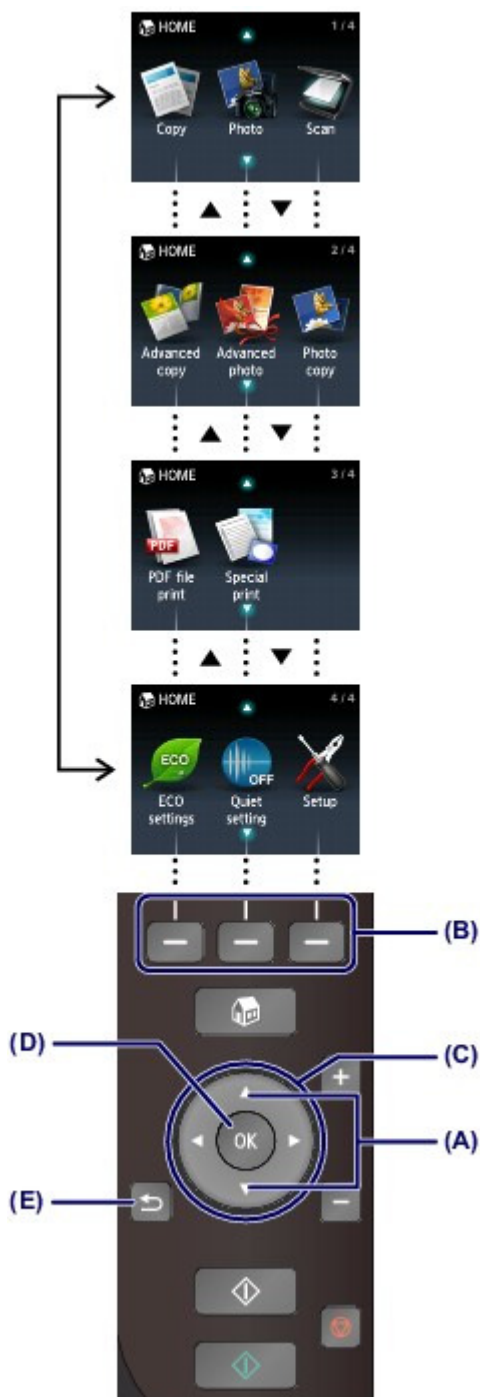 HOME 1/4
Copy Photo Scan
HOME 2/4
Advanced copy Advanced photo Photo copy
HOME 3/4
PDF
PDF file print Special print
HOME 4/4
ECO OFF
ECO settings Quiet setting Setup
(B)
(D)
(C)
+
OK
(A)
(E)
−